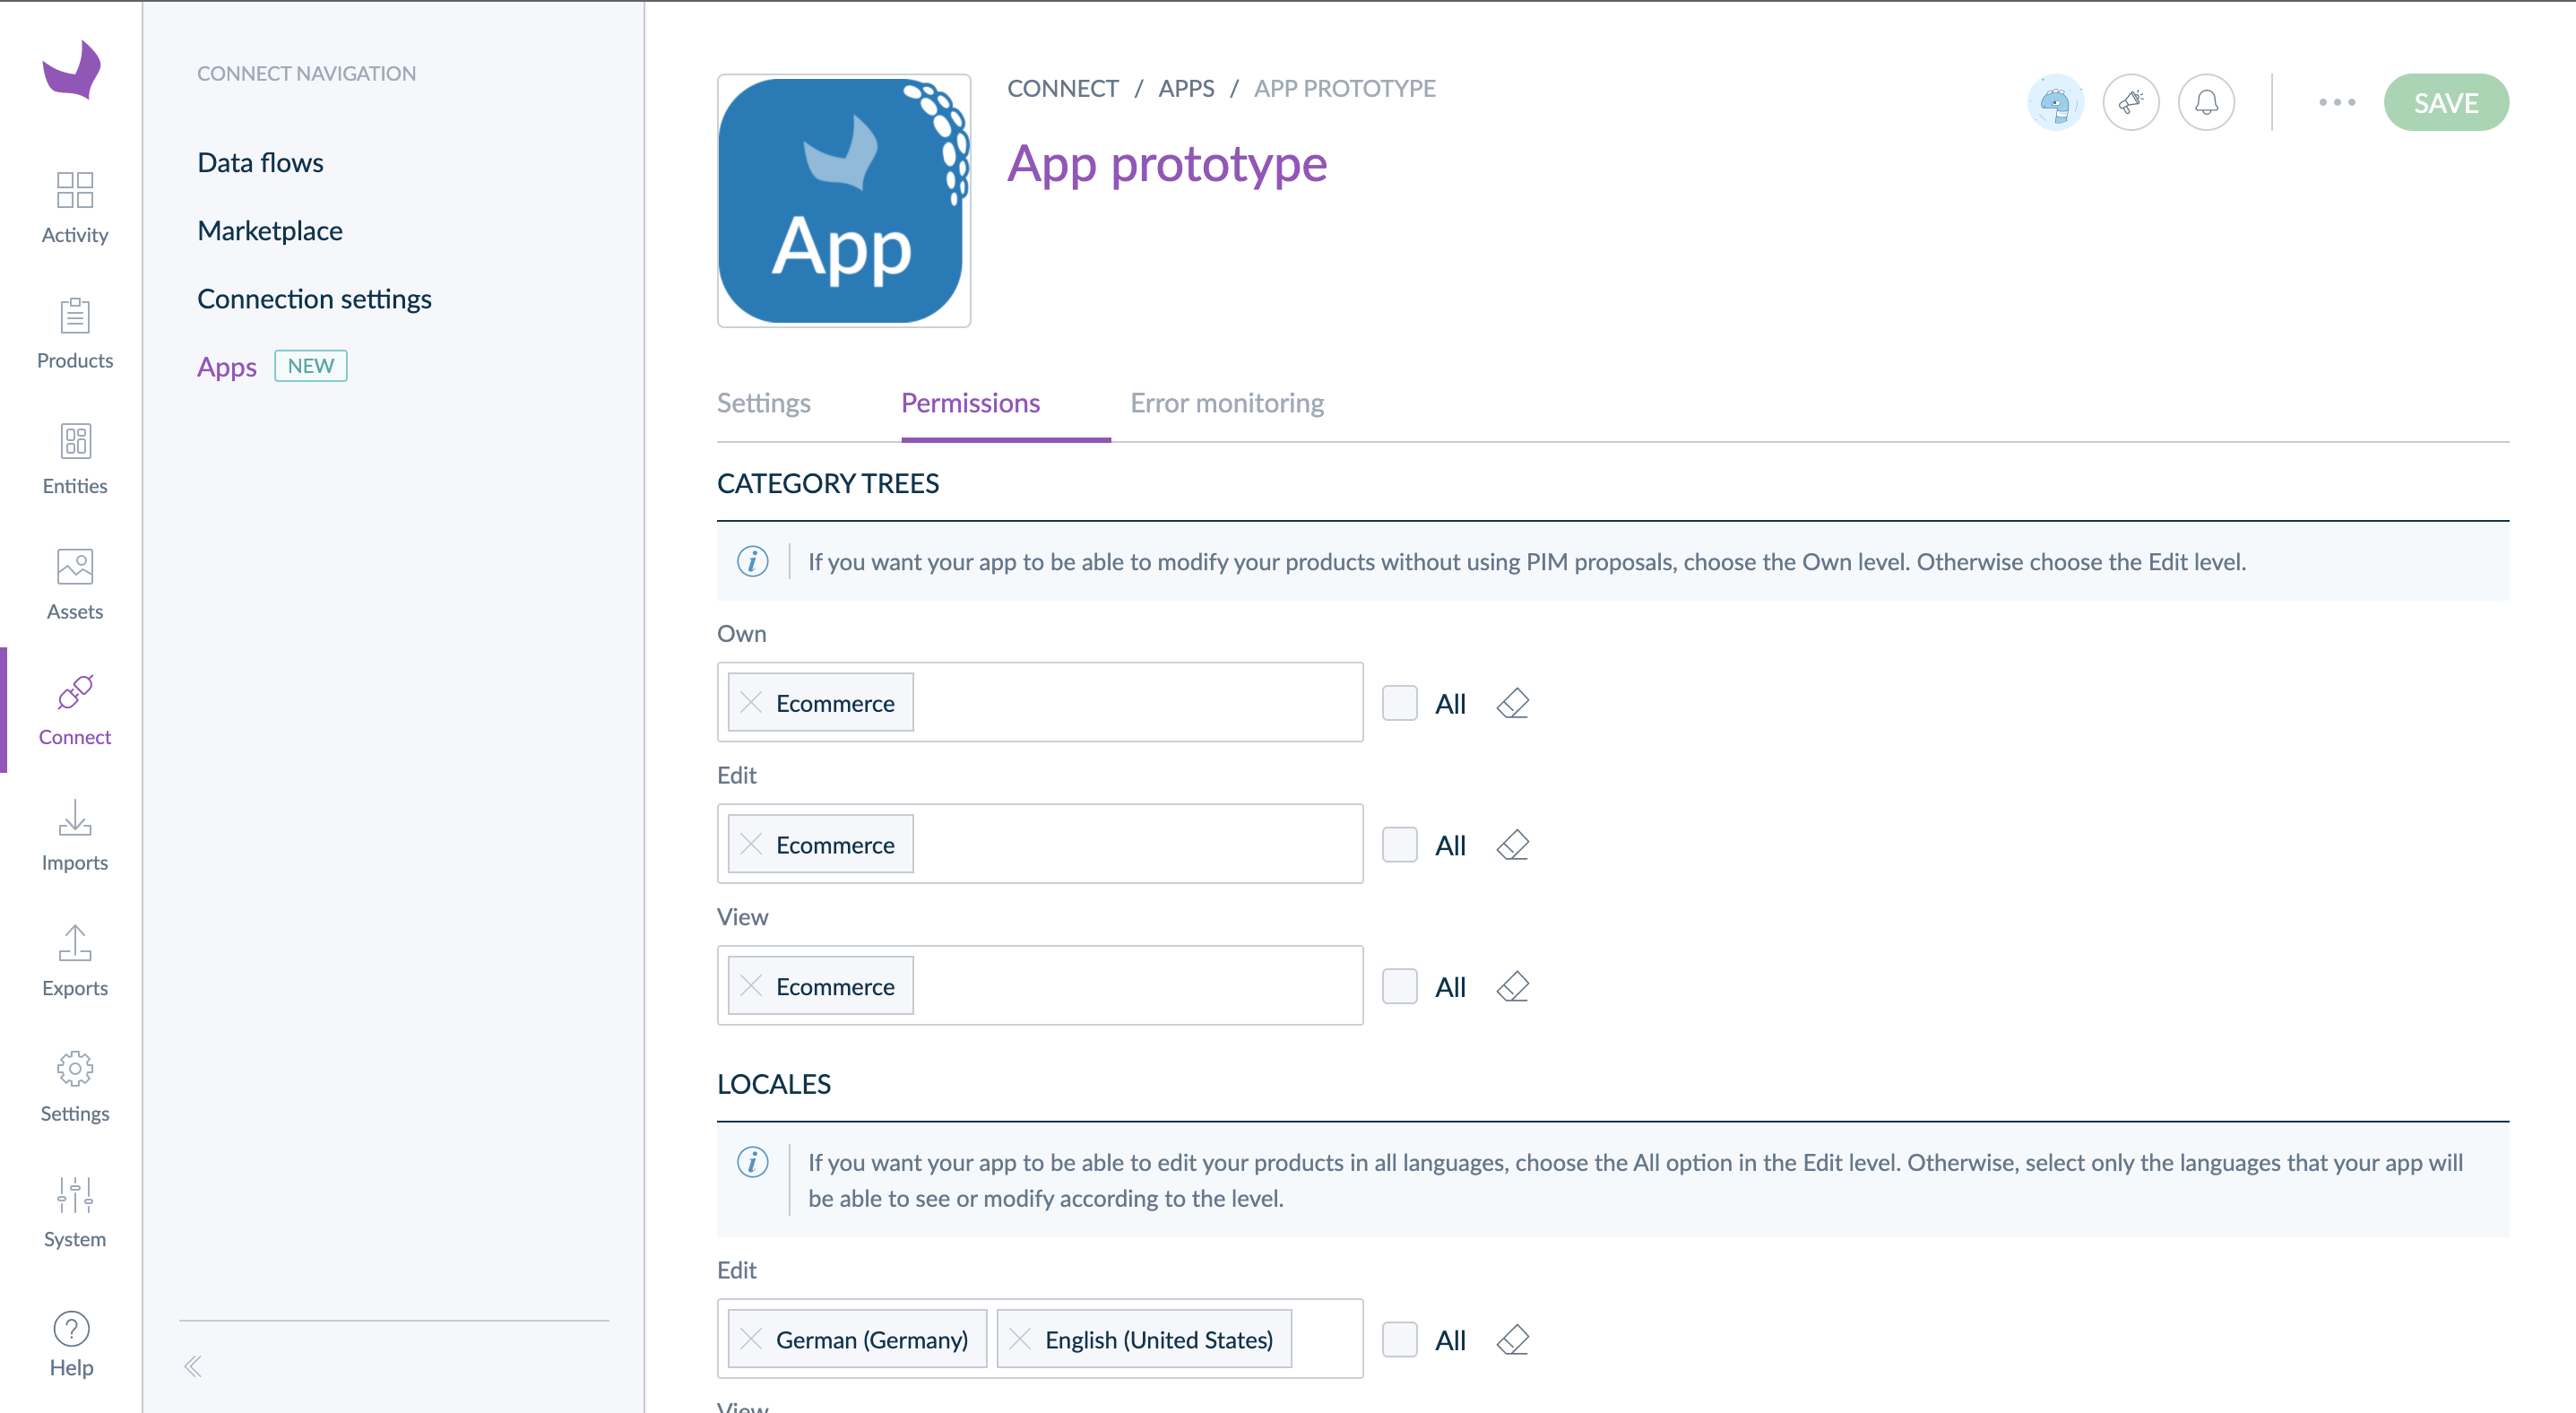 CONNECT NAVIGATION
Data flows
Marketplace
Connection settings
Apps NEW
Activity
Products
Entities
Assets
Connect
Imports
Exports
Settings
System
Help
App
CONNECT / APPS / APP PROTOTYPE
SAVE
App prototype
Settings Permissions Error monitoring
CATEGORY TREES
If you want your app to be able to modify your products without using PIM proposals, choose the Own level. Otherwise choose the Edit level.
Own
Ecommerce All
Edit
Ecommerce All
View
Ecommerce All
LOCALES
If you want your app to be able to edit your products in all languages, choose the All option in the Edit level. Otherwise, select only the languages that your app will
be able to see or modify according to the level.
Edit
German (Germany) English (United States) All
View